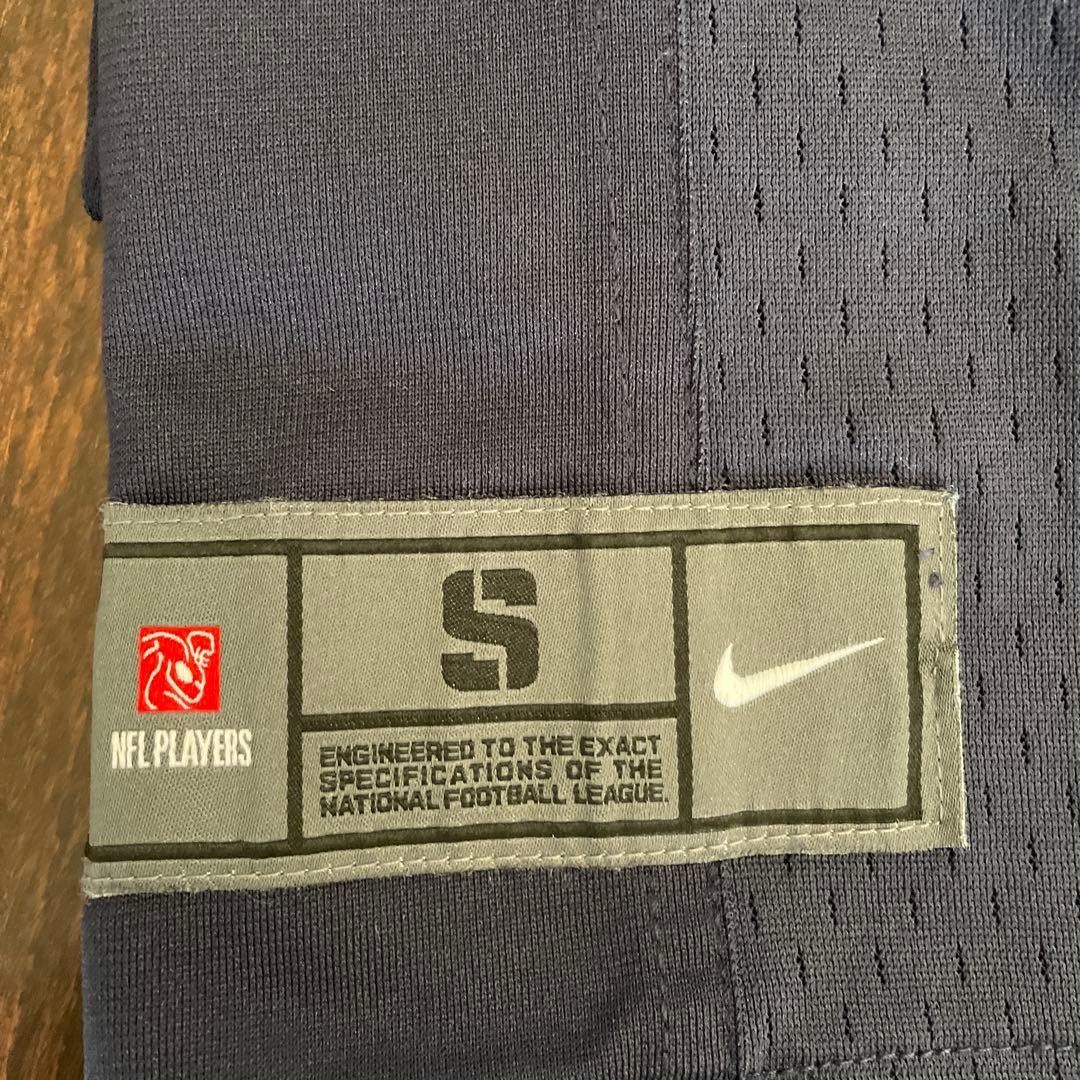 NFL PLAYERS
S
ENGINEERED TO THE EXACT
SPECIFICATIONS OF THE
NATIONAL FOOTBALL LEAGUE.